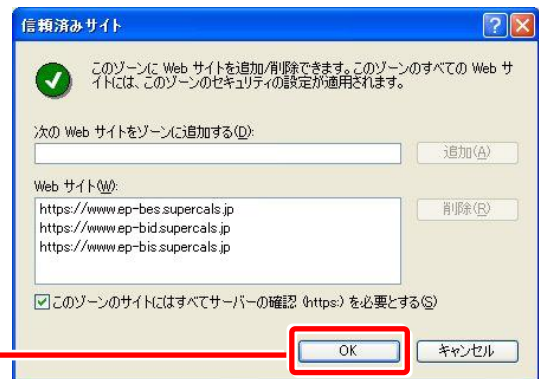 信頼済みサイト
このゾーンに Web サイトを追加/削除できます。このゾーンのすべての Web サ
イトには、このゾーンのセキュリティの設定が適用されます。
次の Web サイトをゾーンに追加する(D):
追加(A)
Web サイト(W):
https://www.ep-bes.supercals.jp
https://www.ep-bid.supercals.jp
https://www.ep-bis.supercals.jp
削除(R)
このゾーンのサイトにはすべてサーバーの確認 (https:) を必要とする(S)
OK
キャンセル